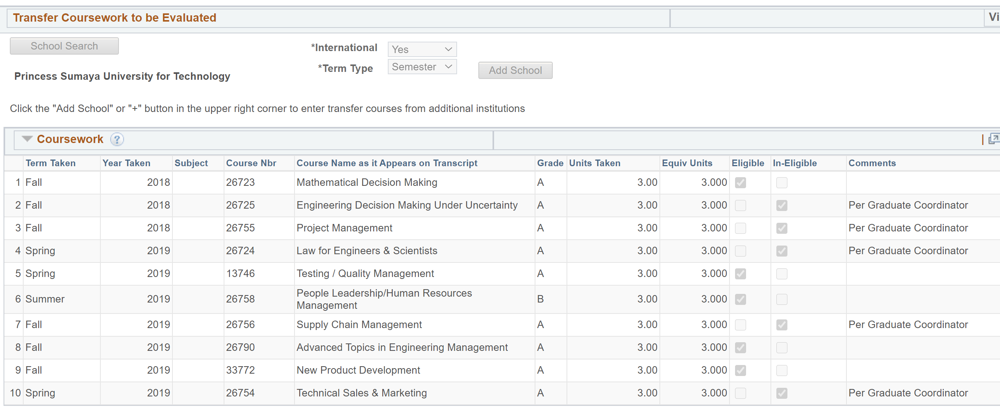 Transfer Coursework to be Evaluated
Vi
School Search
*International Yes
*Term Type Semester
Add School
Princess Sumaya University for Technology
Click the "Add School" or "+" button in the upper right corner to enter transfer courses from additional institutions
Coursework ? |
Term Taken Year Taken Subject Course Nbr Course Name as it Appears on Transcript Grade Units Taken Equiv Units Eligible In-Eligible Comments
1 Fall 2018 26723 Mathematical Decision Making A 3.00 3.000
2 Fall 2018 26725 Engineering Decision Making Under Uncertainty A 3.00 3.000 Per Graduate Coordinator
3 Fall 2018 26755 Project Management A 3.00 3.000 Per Graduate Coordinator
4 Spring 2019 26724 Law for Engineers & Scientists A 3.00 3.000 Per Graduate Coordinator
5 Spring 2019 13746 Testing / Quality Management A 3.00 3.000
6 Summer 2019 26758 People Leadership/Human Resources
Management B 3.00 3.000
7 Fall 2019 26756 Supply Chain Management A 3.00 3.000 Per Graduate Coordinator
8 Fall 2019 26790 Advanced Topics in Engineering Management A 3.00 3.000
9 Fall 2019 33772 New Product Development A 3.00 3.000
10 Spring 2019 26754 Technical Sales & Marketing A 3.00 3.000 Per Graduate Coordinator